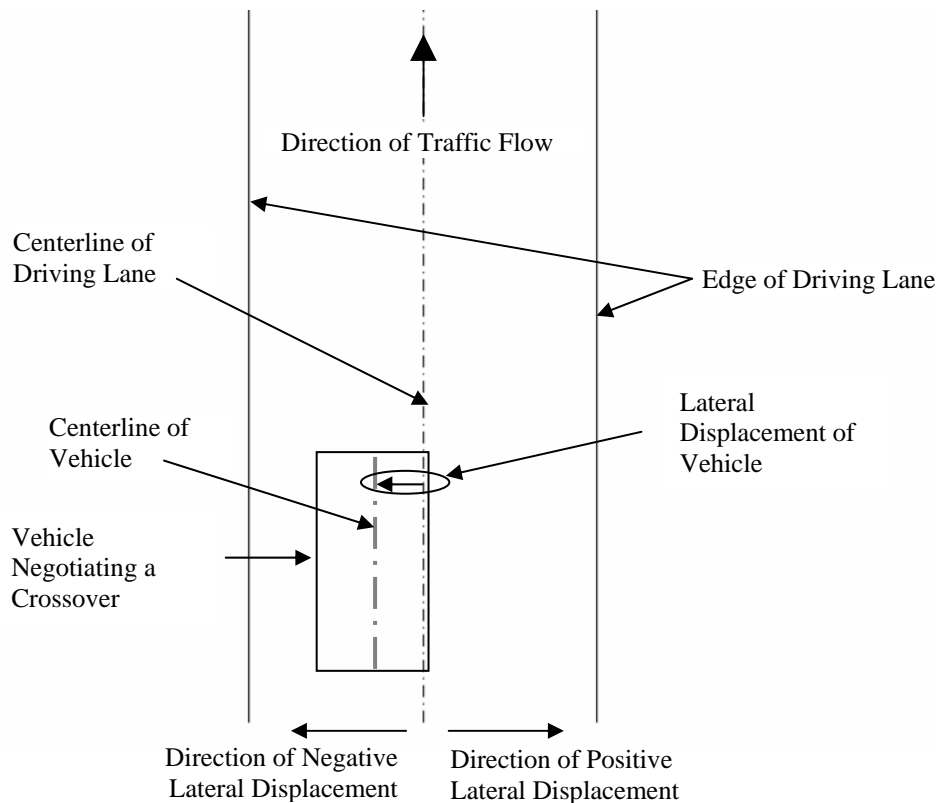 Direction of Traffic Flow
Centerline of
Driving Lane
Edge of Driving Lane
Lateral
Displacement of
Vehicle
Centerline of
Vehicle
Vehicle
Negotiating a
Crossover
Direction of Negative
Lateral Displacement
Direction of Positive
Lateral Displacement